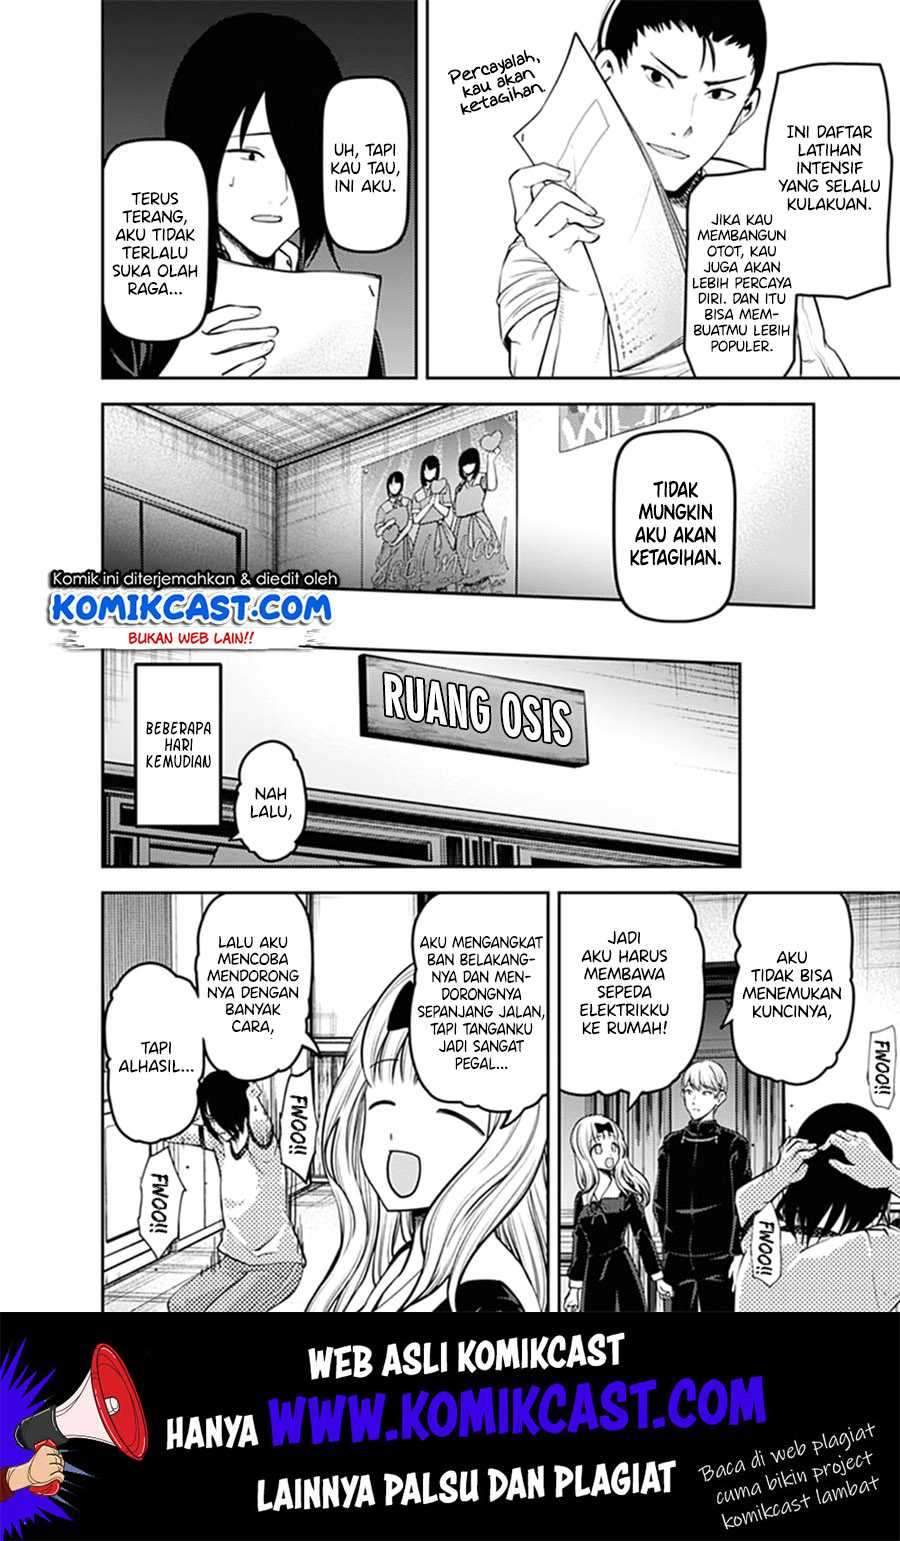 INI DAFTAR
LATIHAN
INTENSIF
YANG SELALU
KULAKUAN.
JIKA KAU
MEMBANGUN
OTOT, KAU
JUGA AKAN
LEBIH PERCAYA
DIRI. DAN ITU
BISA MEM-
BUATMU LEBIH
POPULER.
Percayalah,
kau akan
ketagihan.
UH, TAPI
KAU TAU,
INI AKU.
TERUS
TERANG,
AKU TIDAK
TERLALU
SUKA OLAH
RAGA...
TIDAK
MUNGKIN
AKU AKAN
KETAGIHAN.
Komik ini diterjemahkan & diedit oleh
KOMIKCAST.COM
BUKAN WEB LAIN!!
RUANG OSIS
BEBERAPA
HARI
KEMUDIAN
NAH
LALU,
AKU
TIDAK BISA
MENEMUKAN
KUNCINYA,
JADI
AKU HARUS
MEMBAWA
SEPEDA
ELEKTRIKKU
KE RUMAH!
FWOO!!
FWOO!!
AKU MENGANGKAT
BAN BELAKANG-
NYA DAN MEN-
DORONGNYA
SEPANJANG JALAN,
TAPI TANGANKU
JADI SANGAT
PEGAL...
LALU AKU
MENCOBA
MENDORONG
NYA DENGAN
BANYAK
CARA,
TAPI
ALHASIL...
FWOO!!
FWOO!!
WEB ASLI KOMIKCAST
HANYA WWW.KOMIKCAST.COM
LAINNYA PALSU DAN PLAGIAT
Baca di web plagiat
cuma bikin project
komikcast lambat